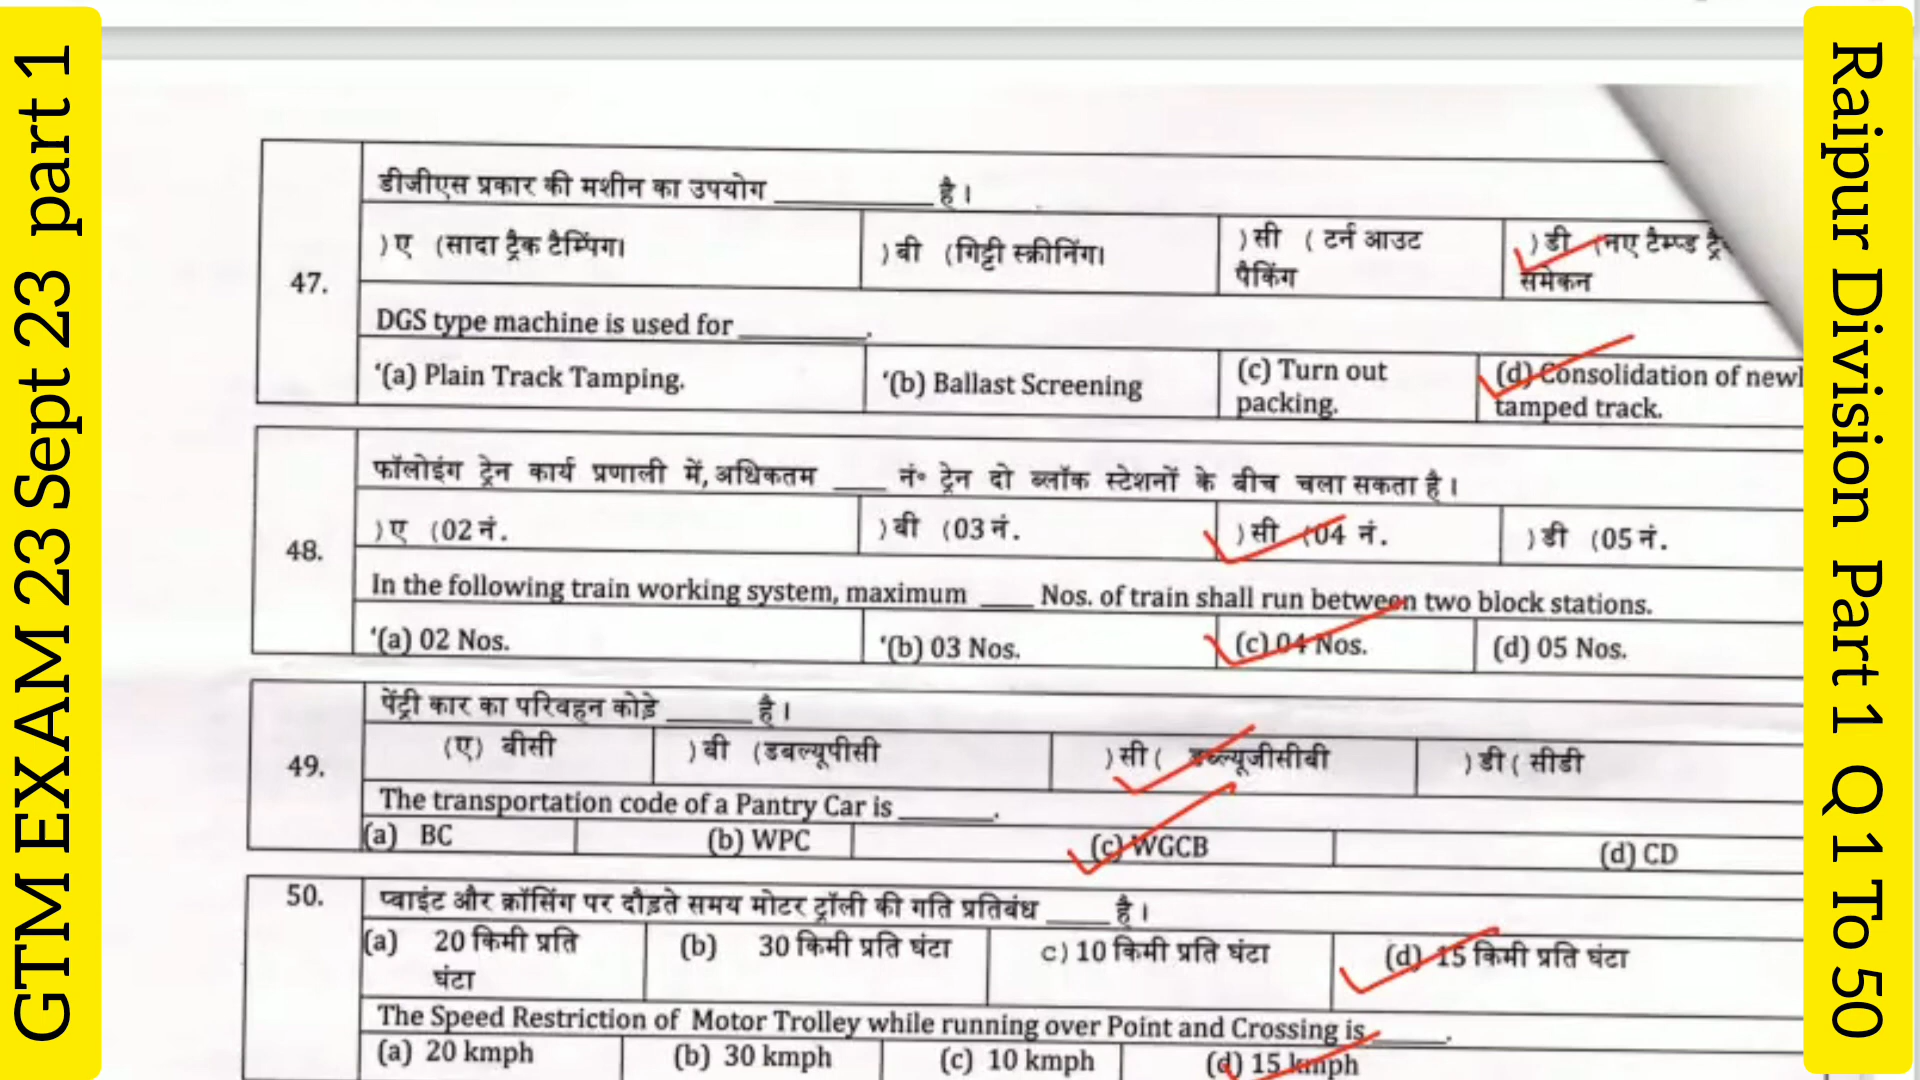 GTM EXAM 23 Sept 23 part 1
47.
डीजीएस प्रकार की मशीन का उपयोग ____________ है।
)ए (सादा ट्रैक टैम्पिंग।
)बी (गिट्टी स्क्रीनिंग।
)सी ( टर्न आउट
पैकिंग
)डी (नए टैम्प्ड
समेकन
DGS type machine is used for __________.
'(a) Plain Track Tamping.
'(b) Ballast Screening
(c) Turn out
packing.
(d) Consolidation of newl
tamped track.
48.
फॉलोइंग ट्रेन कार्य प्रणाली में, अधिकतम ____ नं॰ ट्रेन दो ब्लॉक स्टेशनों के बीच चला सकता है।
)ए (02 नं.
)बी (03 नं.
)सी (04 नं.
)डी (05 नं.
In the following train working system, maximum ____ Nos. of train shall run between two block stations.
'(a) 02 Nos.
'(b) 03 Nos.
(c) 04 Nos.
(d) 05 Nos.
49.
पेंट्री कार का परिवहन कोडे ______ है।
(ए) बीसी
)बी (डबल्यूपीसी
)सी( डब्ल्यूजीसीबी
)डी( सीडी
The transportation code of a Pantry Car is _______.
(a) BC
(b) WPC
(c) WGCB
(d) CD
50.
प्वाइंट और क्रॉसिंग पर दौड़ते समय मोटर ट्रॉली की गति प्रतिबंध _____ है।
(a) 20 किमी प्रति
घंटा
(b) 30 किमी प्रति घंटा
c) 10 किमी प्रति घंटा
(d) 15 किमी प्रति घंटा
The Speed Restriction of Motor Trolley while running over Point and Crossing is ______.
(a) 20 kmph
(b) 30 kmph
(c) 10 kmph
(d) 15 kmph
Raipur Division Part 1 Q 1 To 50